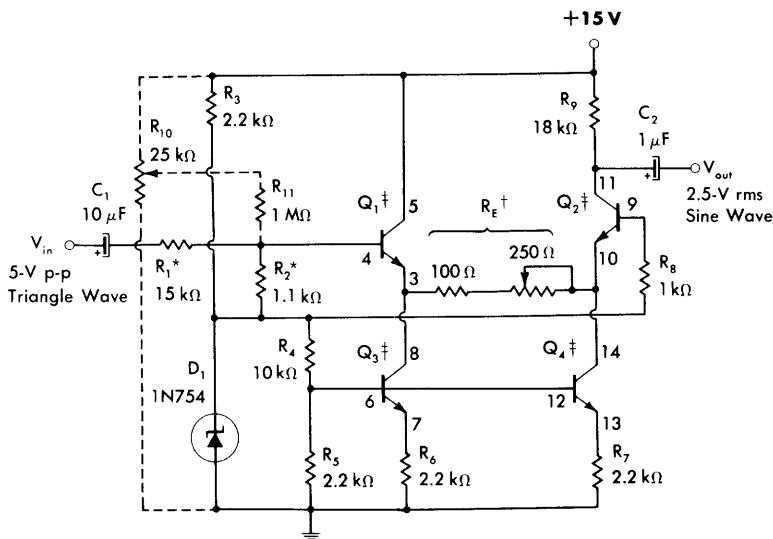 +15 V
R3
2.2 kΩ
R10
25 kΩ
R9
18 kΩ
C2
1 μF
Vout
2.5-V rms
Sine Wave
C1
10 μF
R11
1 MΩ
Q1‡
5
RE†
11
Q2‡
9
Vin
5-V p-p
Triangle Wave
R1*
15 kΩ
R2*
1.1 kΩ
4
3
100 Ω
250 Ω
10
R8
1 kΩ
D1
1N754
R4
10 kΩ
Q3‡
8
Q4‡
14
6
7
12
13
R5
2.2 kΩ
R6
2.2 kΩ
R7
2.2 kΩ